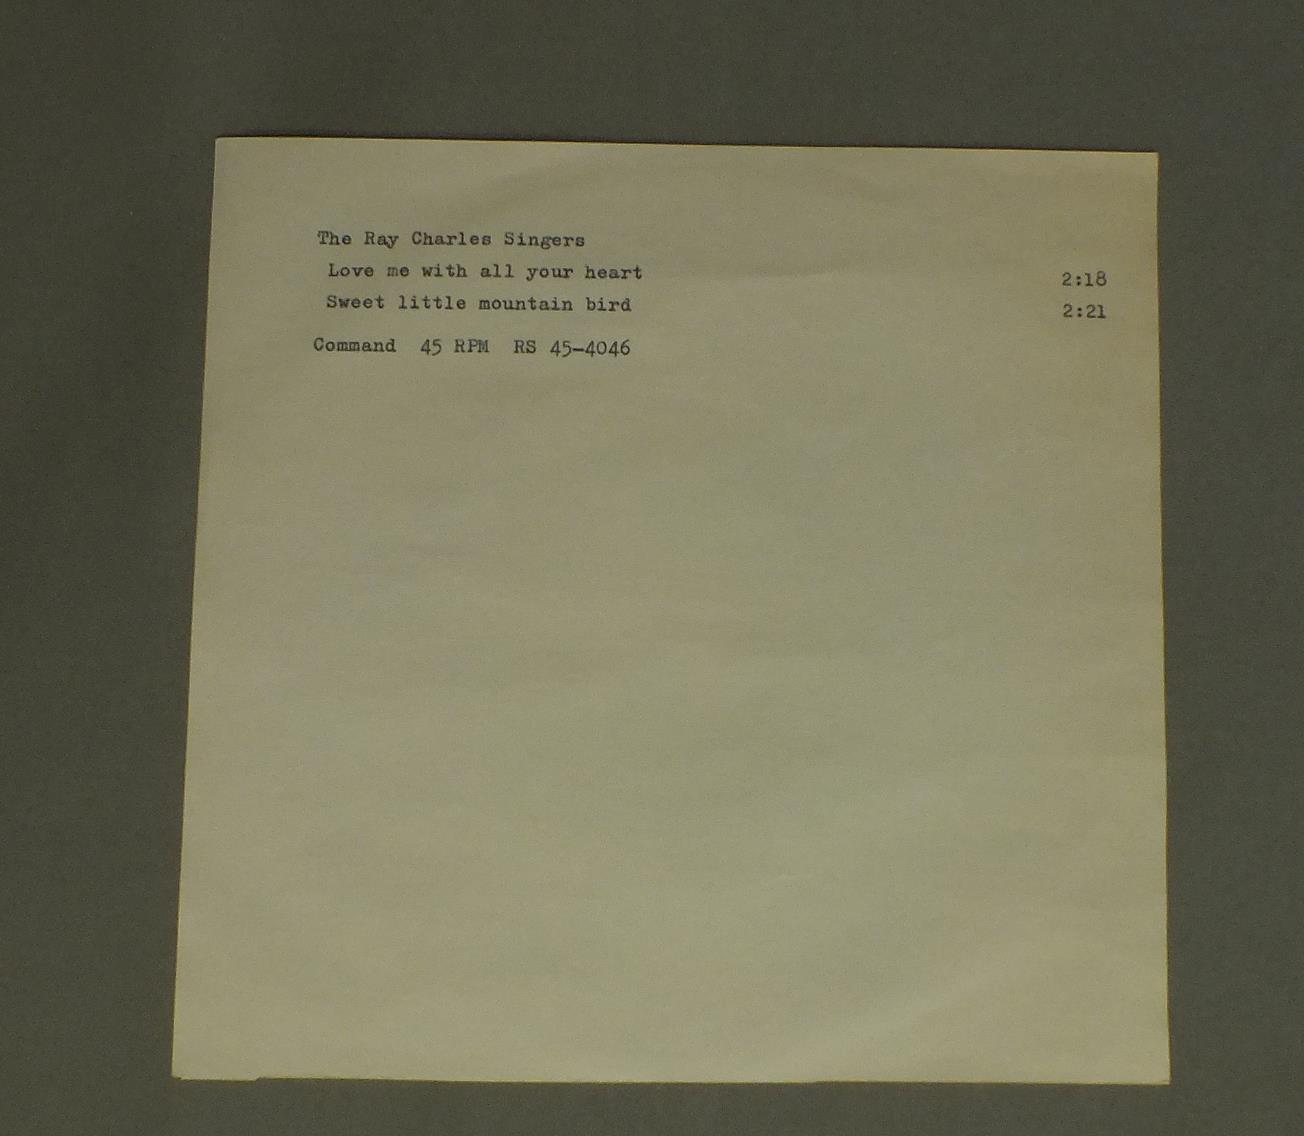 The Ray Charles Singers
Love me with all your heart 2:18
Sweet little mountain bird 2:21
Command 45 RPM RS 45-4046